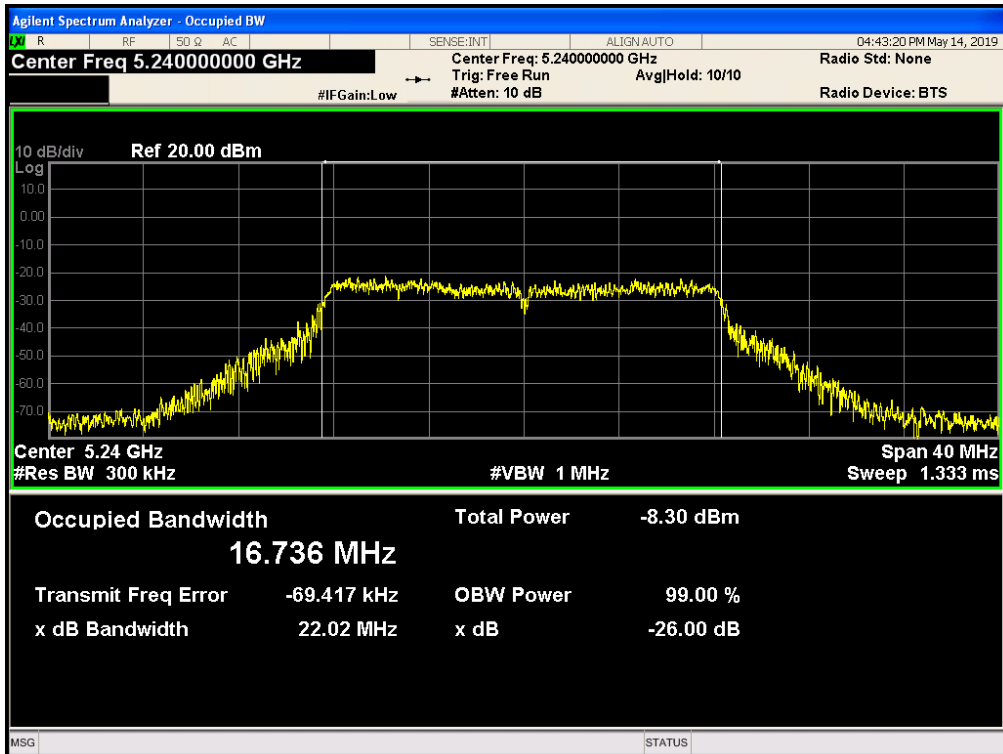 Agilent Spectrum Analyzer - Occupied BW
LXI R RF 50 Ω AC SENSE:INT ALIGN AUTO 04:43:20 PM May 14, 2019
Center Freq 5.240000000 GHz
Center Freq: 5.240000000 GHz
Radio Std: None
Trig: Free Run Avg|Hold: 10/10
#IFGain:Low #Atten: 10 dB Radio Device: BTS
10 dB/div Ref 20.00 dBm
Log
10.0
0.00
-10.0
-20.0
-30.0
-40.0
-50.0
-60.0
-70.0
Center 5.24 GHz Span 40 MHz
#Res BW 300 kHz #VBW 1 MHz Sweep 1.333 ms
Occupied Bandwidth Total Power -8.30 dBm
16.736 MHz
Transmit Freq Error -69.417 kHz OBW Power 99.00 %
x dB Bandwidth 22.02 MHz x dB -26.00 dB
MSG STATUS